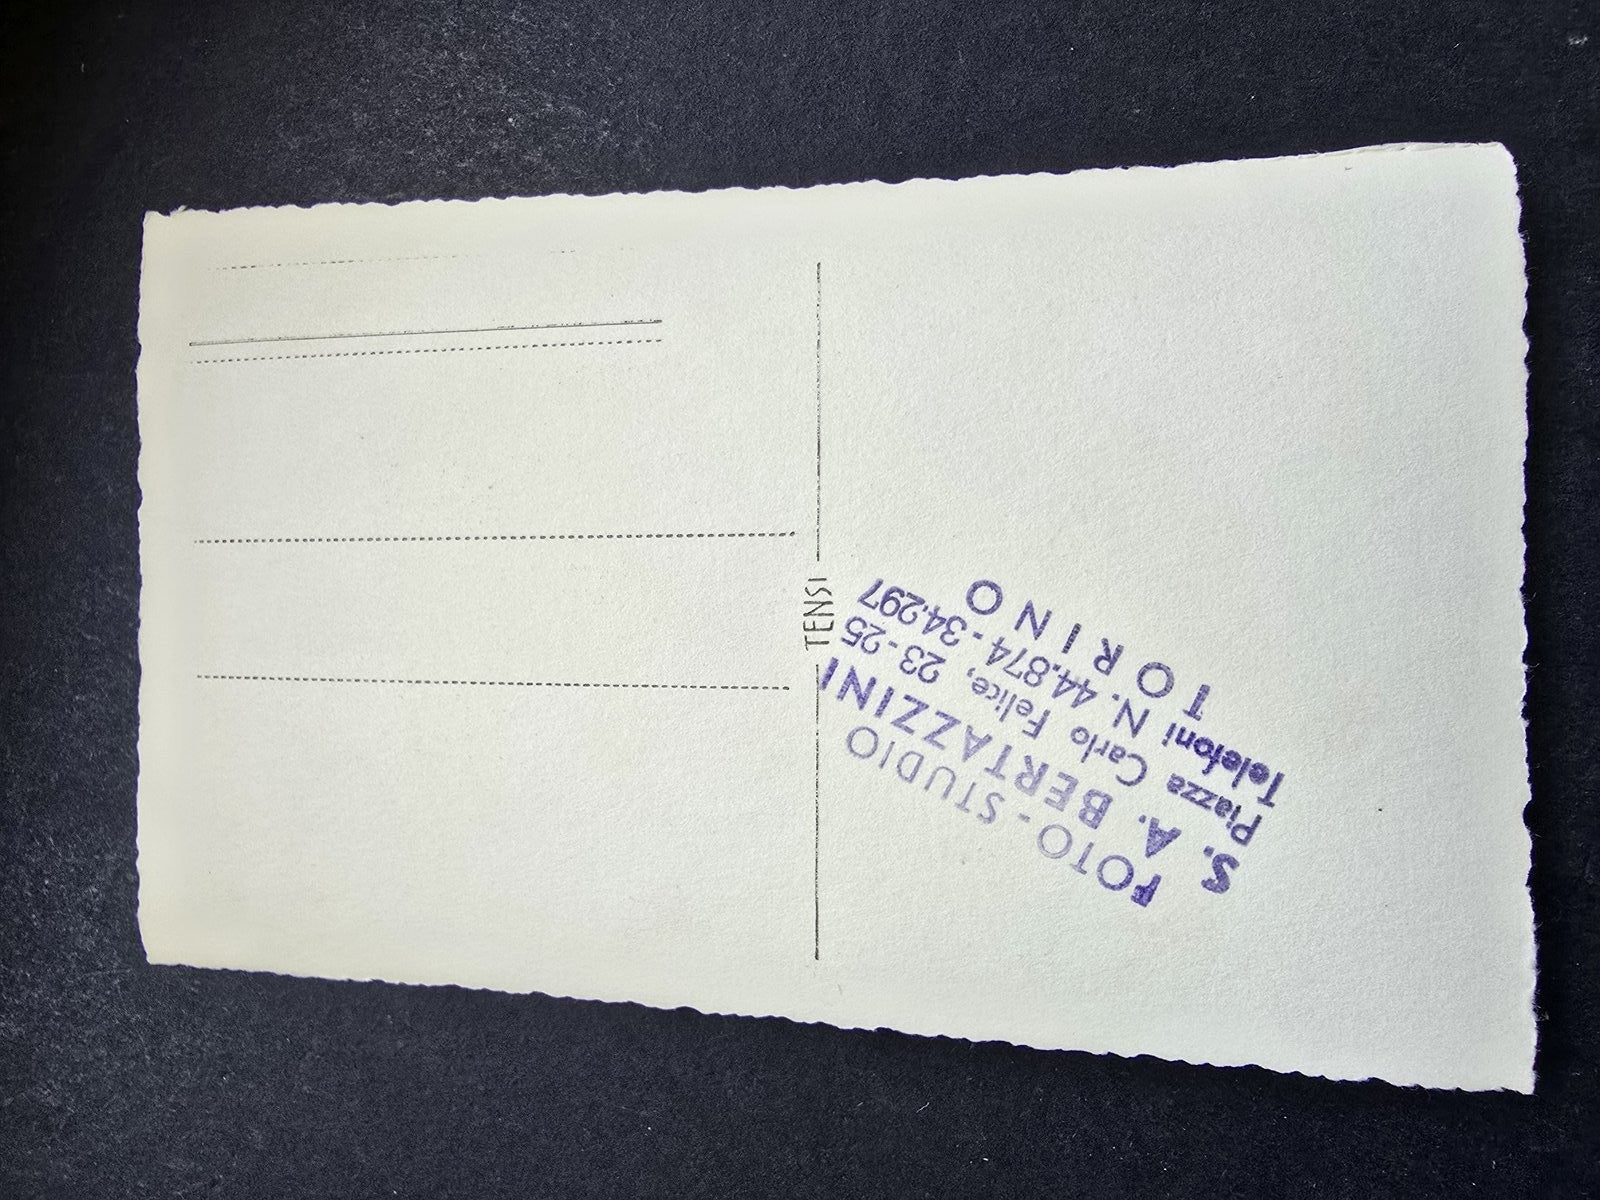 FOTO - STUDIO
S. A. BERTAZZINI
Piazza Carlo Felice, 23-25
Telefoni N. 44.874 - 34.297
TORINO
TENSI